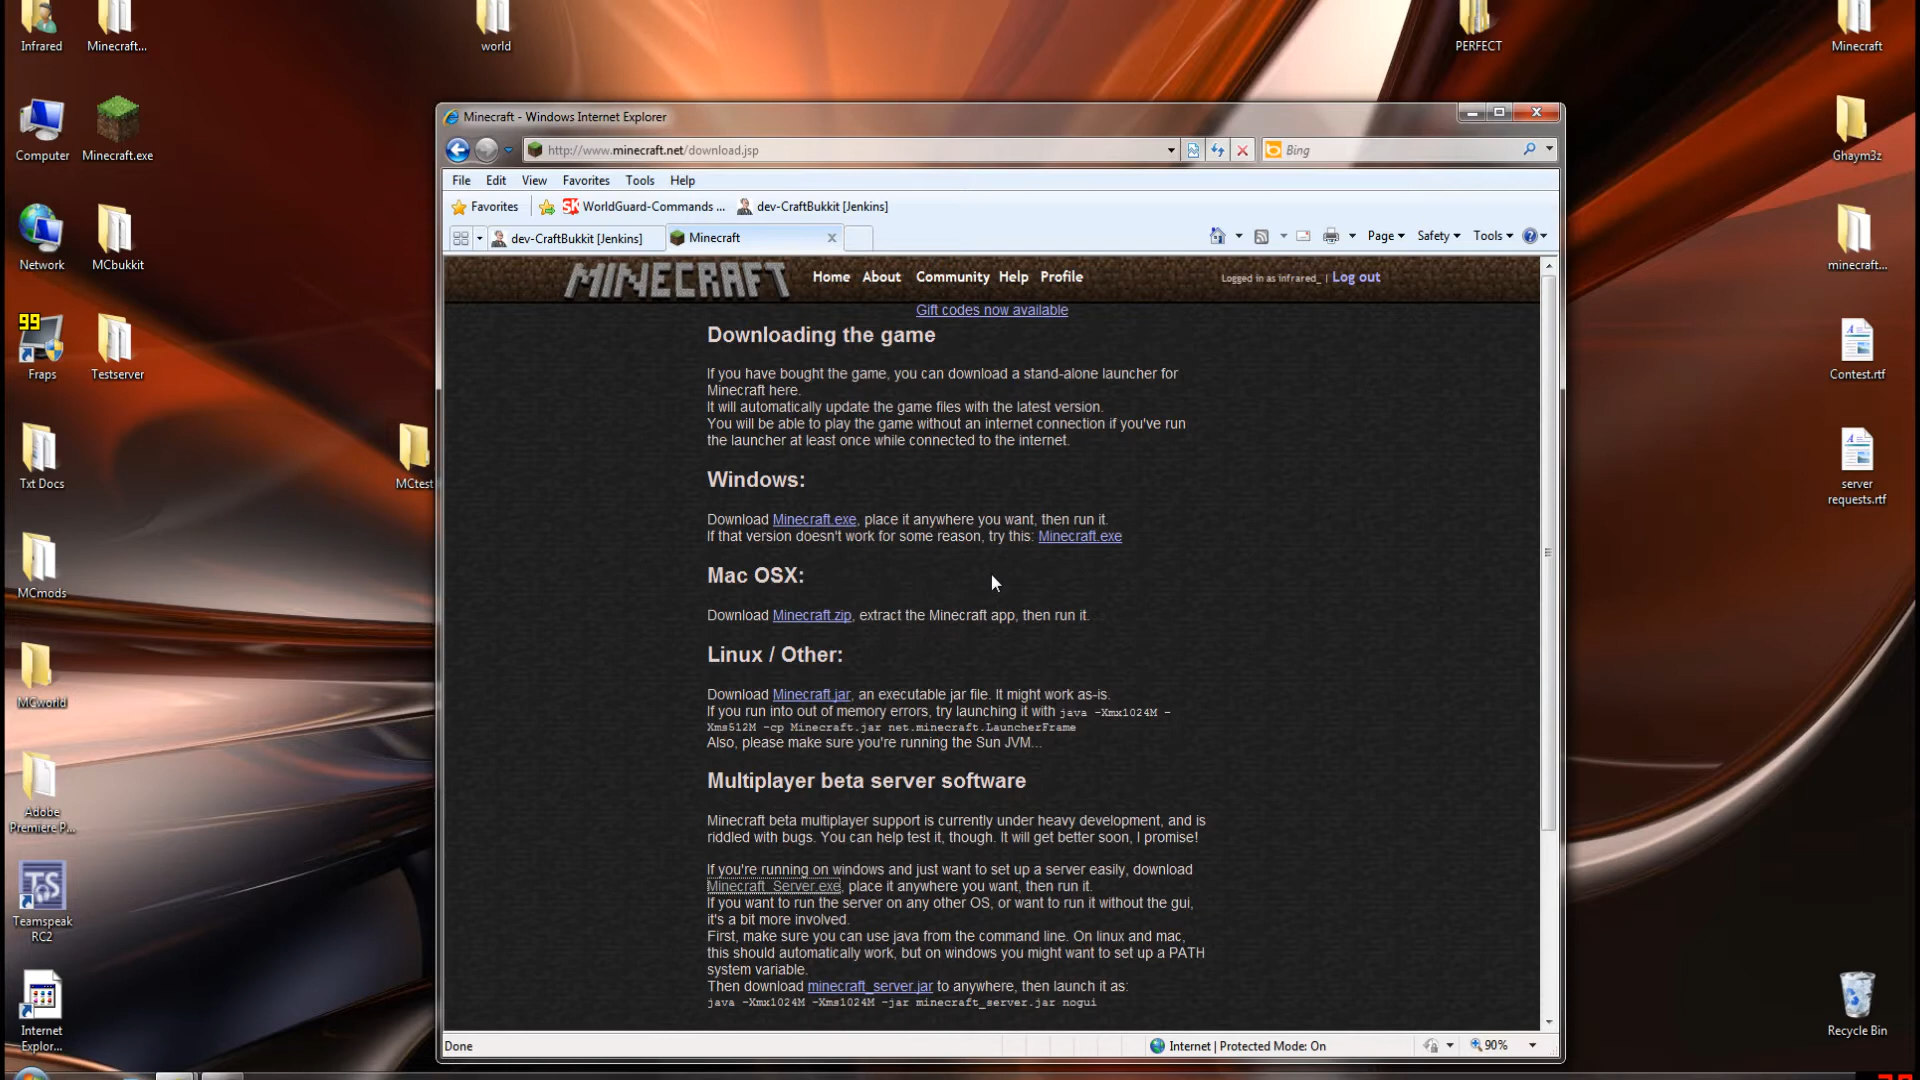 Infrared
Minecraft...
world
PERFECT
Minecraft
Computer
Minecraft.exe
Ghaym3z
Network
MCbukkit
minecraft...
99
Fraps
Testserver
Contest.rtf
Txt Docs
MCtest
server
requests.rtf
MCmods
MCworld
Adobe
Premiere P...
TS
Teamspeak
RC2
Internet
Explor...
Recycle Bin
Minecraft - Windows Internet Explorer
http://www.minecraft.net/download.jsp
Bing
File Edit View Favorites Tools Help
Favorites SK WorldGuard-Commands ... dev-CraftBukkit [Jenkins]
dev-CraftBukkit [Jenkins] Minecraft Page Safety Tools
MINECRAFT Home About Community Help Profile Logged in as Infrared_ | Log out
Gift codes now available
Downloading the game
If you have bought the game, you can download a stand-alone launcher for
Minecraft here.
It will automatically update the game files with the latest version.
You will be able to play the game without an internet connection if you've run
the launcher at least once while connected to the internet.
Windows:
Download Minecraft.exe, place it anywhere you want, then run it.
If that version doesn't work for some reason, try this: Minecraft.exe
Mac OSX:
Download Minecraft.zip, extract the Minecraft app, then run it.
Linux / Other:
Download Minecraft.jar, an executable jar file. It might work as-is.
If you run into out of memory errors, try launching it with java -Xmx1024M -
Xms512M -cp Minecraft.jar net.minecraft.LauncherFrame
Also, please make sure you're running the Sun JVM...
Multiplayer beta server software
Minecraft beta multiplayer support is currently under heavy development, and is
riddled with bugs. You can help test it, though. It will get better soon, I promise!
If you're running on windows and just want to set up a server easily, download
Minecraft_Server.exe, place it anywhere you want, then run it.
If you want to run the server on any other OS, or want to run it without the gui,
it's a bit more involved.
First, make sure you can use java from the command line. On linux and mac,
this should automatically work, but on windows you might want to set up a PATH
system variable.
Then download minecraft_server.jar to anywhere, then launch it as:
java -Xmx1024M -Xms1024M -jar minecraft_server.jar nogui
Done Internet | Protected Mode: On 90%